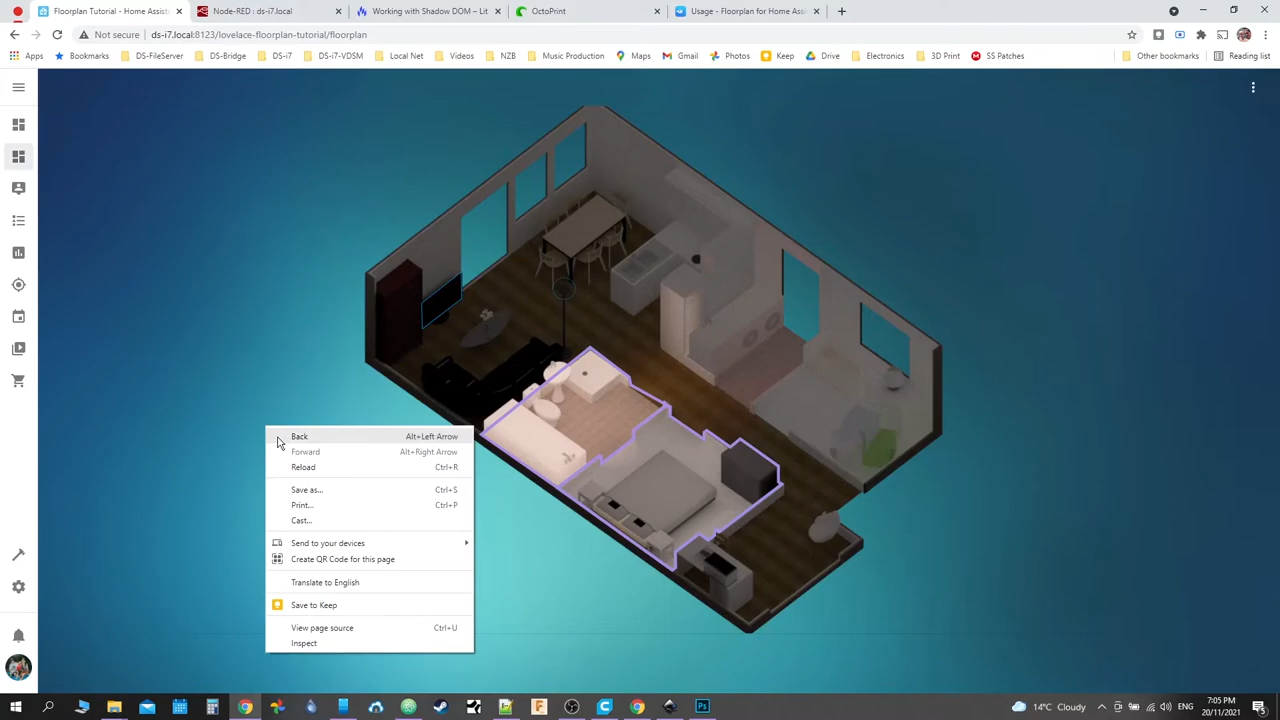 Floorplan Tutorial - Home Assist
Node-RED : ds-i7.local
Working with Shadow DOM – Lit
OctoPrint
Usage - Floorplan for Home Ass
Not secure
ds-i7.local:8123/lovelace-floorplan-tutorial/floorplan
Apps
Bookmarks
DS-FileServer
DS-Bridge
DS-i7
DS-i7-VDSM
Local Net
Videos
NZB
Music Production
Maps
Gmail
Photos
Keep
Drive
Electronics
3D Print
SS Patches
Other bookmarks
Reading list
Back Alt+Left Arrow
Forward Alt+Right Arrow
Reload Ctrl+R
Save as... Ctrl+S
Print... Ctrl+P
Cast...
Send to your devices
Create QR Code for this page
Translate to English
Save to Keep
View page source Ctrl+U
Inspect
14°C Cloudy
ENG
7:05 PM
20/11/2021